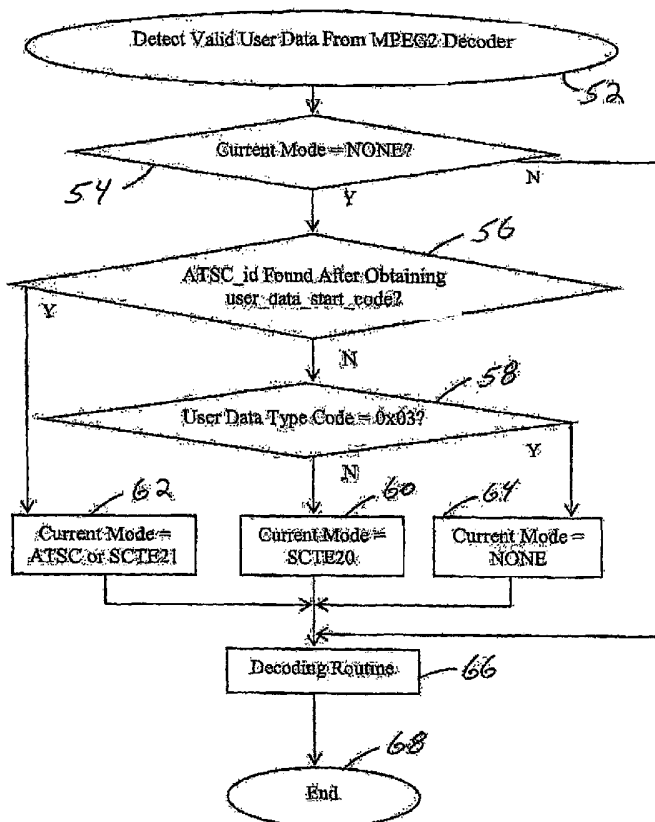 Detect Valid User Data From MPEG2 Decoder
52
Current Mode = NONE?
54
Y
N
56
ATSC_id Found After Obtaining
user_data_start_code?
Y
N
58
User Data Type Code = 0x03?
N
Y
62
60
64
Current Mode =
ATSC or SCTE21
Current Mode =
SCTE20
Current Mode =
NONE
Decoding Routine
66
68
End